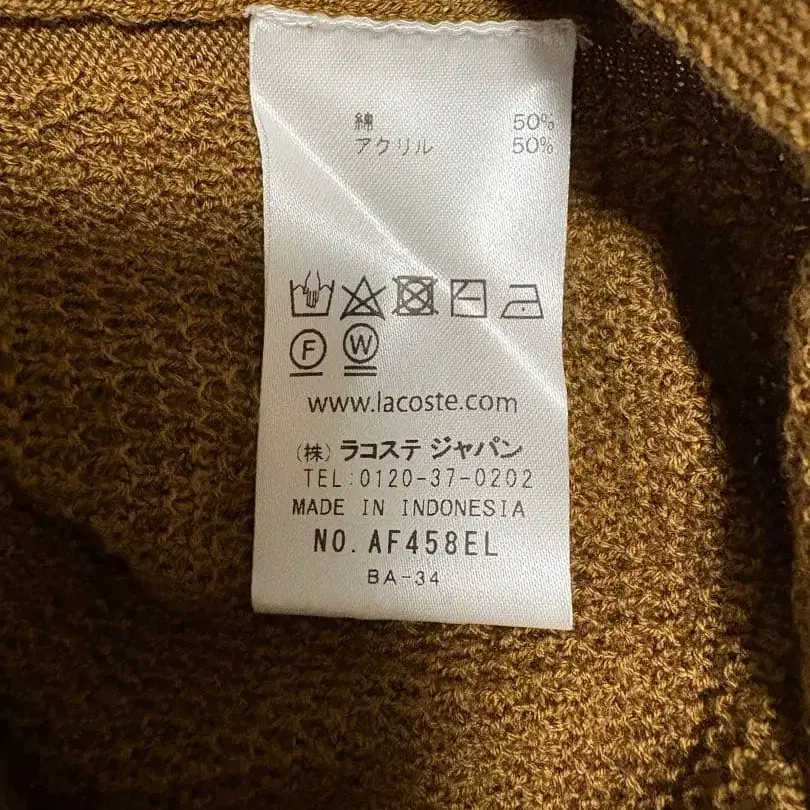 綿 50%
アクリル 50%
F W
www.lacoste.com
(株) ラコステ ジャパン
TEL:0120-37-0202
MADE IN INDONESIA
NO. AF458EL
BA-34